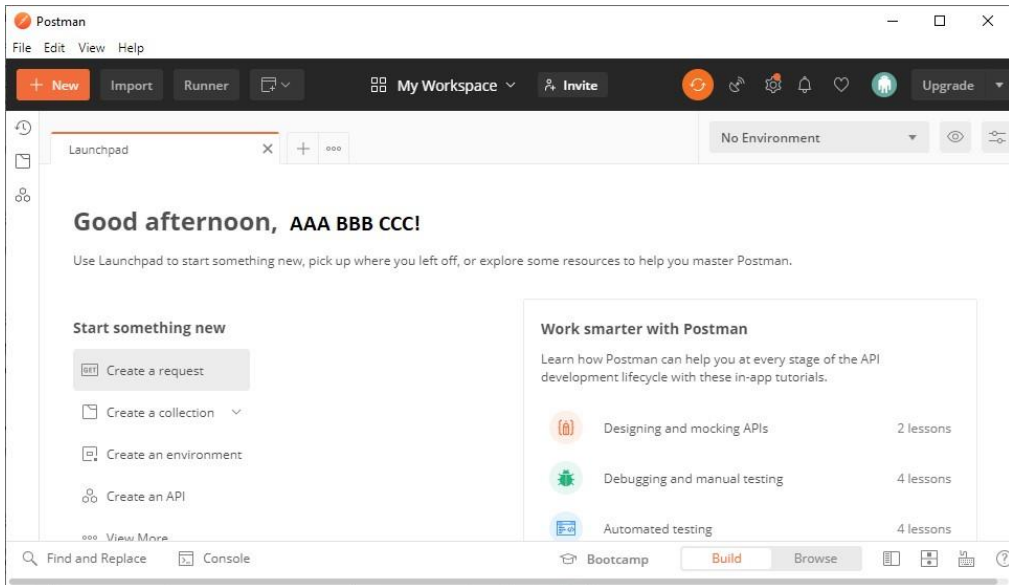 Postman
File Edit View Help
+ New Import Runner My Workspace Invite Upgrade
Launchpad No Environment
Good afternoon, AAA BBB CCC!
Use Launchpad to start something new, pick up where you left off, or explore some resources to help you master Postman.
Start something new
GET Create a request
Create a collection
Create an environment
Create an API
View More
Work smarter with Postman
Learn how Postman can help you at every stage of the API
development lifecycle with these in-app tutorials.
Designing and mocking APIs 2 lessons
Debugging and manual testing 4 lessons
Automated testing 4 lessons
Find and Replace Console Bootcamp Build Browse